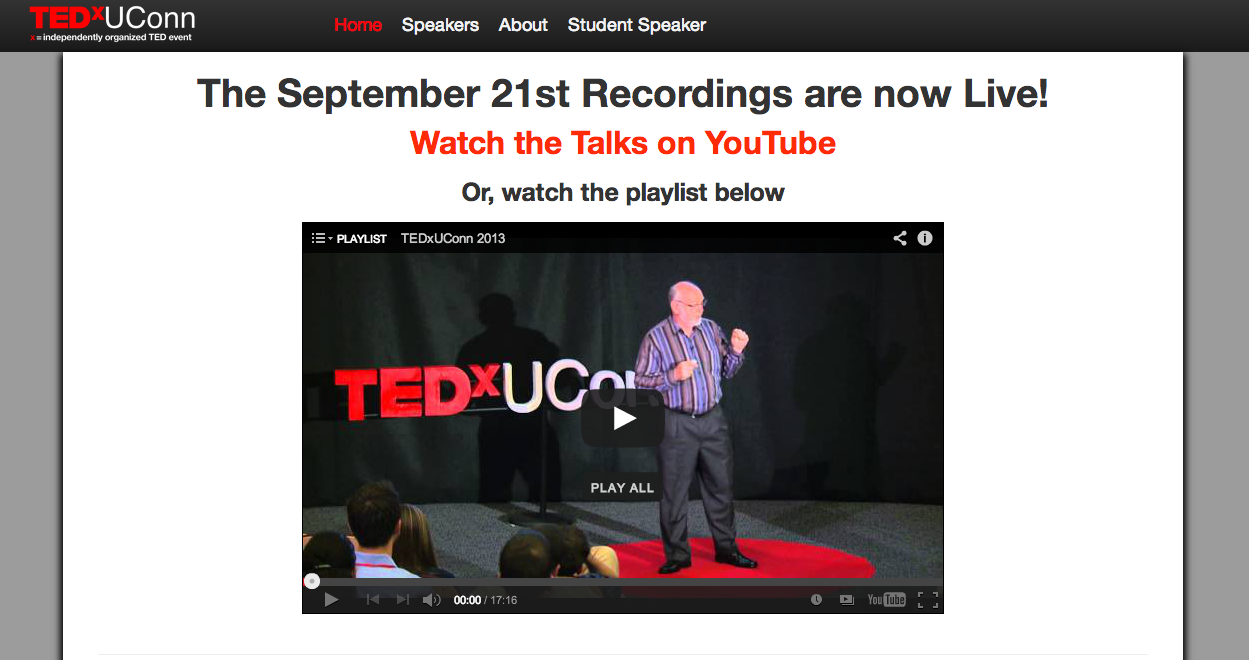 TEDxUConn
x = independently organized TED event
Home Speakers About Student Speaker
The September 21st Recordings are now Live!
Watch the Talks on YouTube
Or, watch the playlist below
PLAYLIST TEDxUConn 2013
TEDxUCon
PLAY ALL
00:00 / 17:16
YouTube